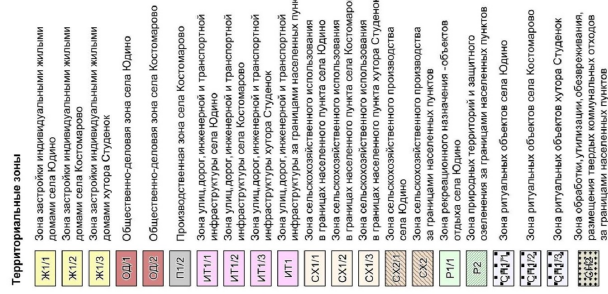 Территориальные зоны
Ж1/1 Зона застройки индивидуальными жилыми
домами села Юдино
Ж1/2 Зона застройки индивидуальными жилыми
домами села Костомарово
Ж1/3 Зона застройки индивидуальными жилыми
домами хутора Студенок
ОД/1 Общественно-деловая зона села Юдино
ОД/2 Общественно-деловая зона села Костомарово
П1/2 Производственная зона села Костомарово
ИТ1/1 Зона улиц,дорог,инженерной и транспортной
инфраструктуры села Юдино
ИТ1/2 Зона улиц,дорог,инженерной и транспортной
инфраструктуры села Костомарово
ИТ1/3 Зона улиц,дорог,инженерной и транспортной
инфраструктуры хутора Студенок
ИТ1 Зона улиц,дорог,инженерной и транспортной
инфраструктуры за границами населенных
СХ1/1 Зона сельскохозяйственного использования
в границах населенного пункта села Юдино
СХ1/2 Зона сельскохозяйственного использования
в границах населенного пункта села
СХ1/3 Зона сельскохозяйственного использования
в границах населенного пункта хутора
СХ2/1 Зона сельскохозяйственного производства
села Юдино
СХ2 Зона сельскохозяйственного производства
за границами населенных пунктов
Р1/1 Зона рекреационного назначения -объектов
отдыха села Юдино
Р2 Зона природных территорий и защитного
озеленения за границами населенных пунктов
Зона ритуальных объектов села Юдино
Зона ритуальных объектов села Костомарово
Зона ритуальных объектов хутора Студенок
Зона обработки,утилизации,обезвреживания,
размещения твердых коммунальных отходов
за границами населенных пунктов